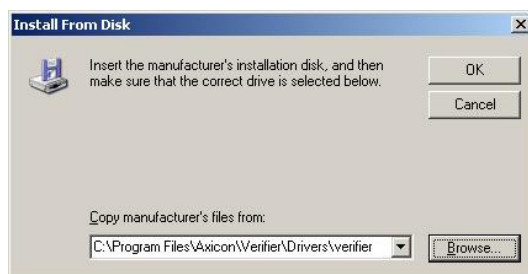 Install From Disk
Insert the manufacturer's installation disk, and then
make sure that the correct drive is selected below.
OK
Cancel
Copy manufacturer's files from:
C:\Program Files\Axicon\Verifier\Drivers\verifier
Browse...